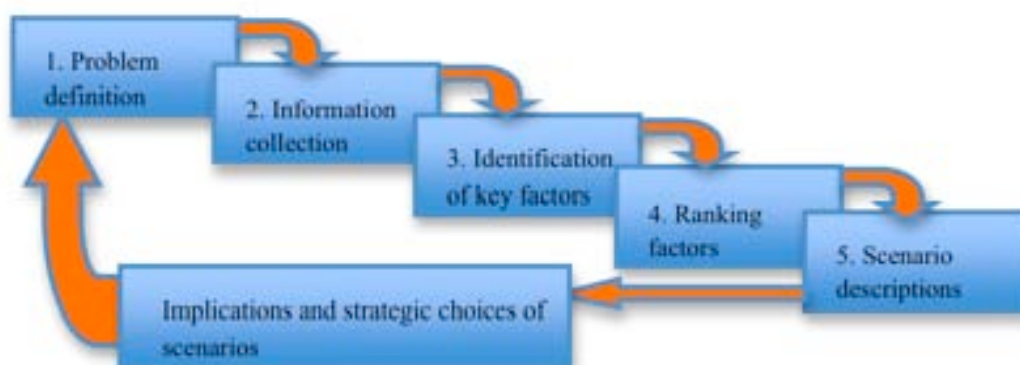 1. Problem
definition
2. Information
collection
3. Identification
of key factors
4. Ranking
factors
5. Scenario
descriptions
Implications and strategic choices of
scenarios